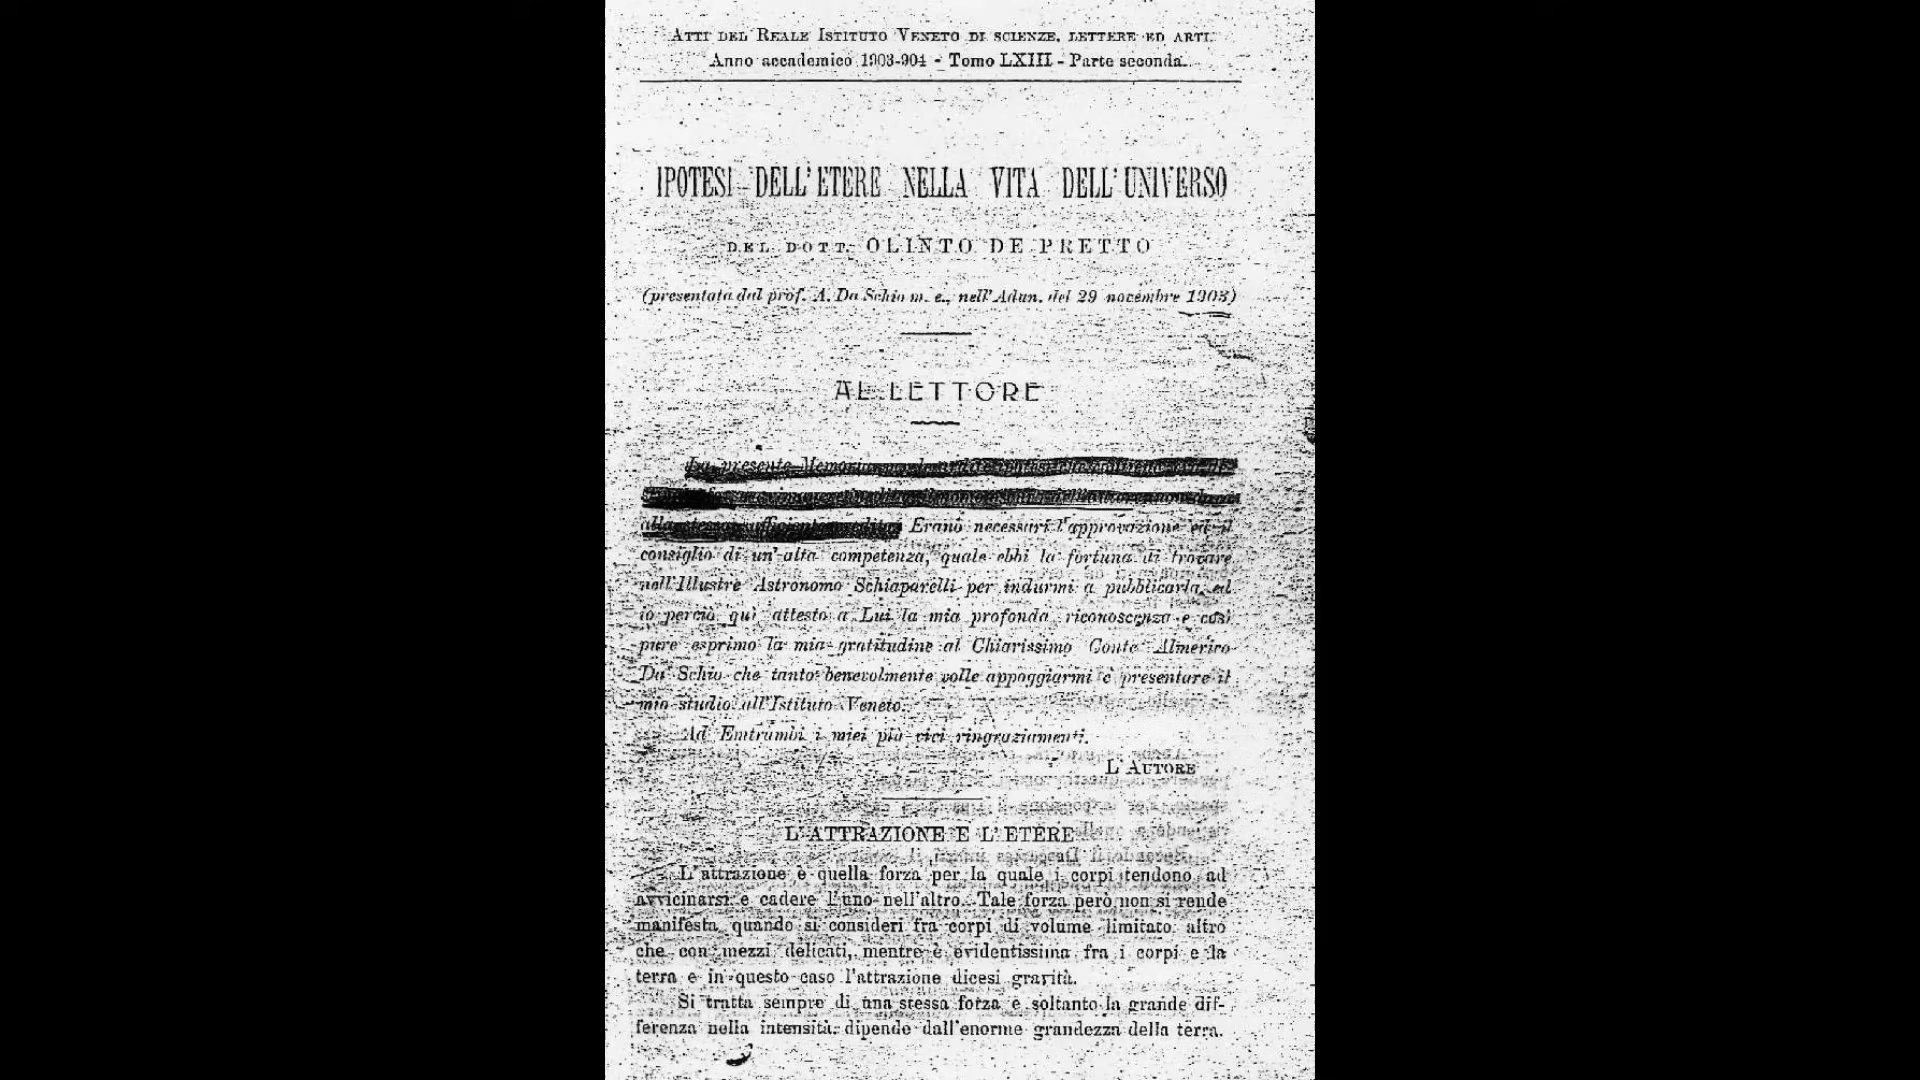 ATTI DEL REALE ISTITUTO VENETO DI SCIENZE, LETTERE ED ARTI.
Anno accademico 1903-904 - Tomo LXIII - Parte seconda.
IPOTESI DELL'ETERE NELLA VITA DELL'UNIVERSO
DEL DOTT. OLINTO DE PRETTO
(presentata dal prof. A. Da Schio m. e., nell'Adun. del 29 novembre 1903)
AL LETTORE
La presente
Erano necessari l'approvazione ed il
consiglio di un'alta competenza, quale ebbi la fortuna di trovare
nell'Illustre Astronomo Schiaparelli per indurmi a pubblicarla, ed
io perciò quì attesto a Lui la mia profonda riconoscenza e così
pure esprimo la mia gratitudine al Chiarissimo Conte Almerico
Da Schio che tanto benevolmente volle appoggiarmi e presentare il
mio studio all'Istituto Veneto.
Ad Emtrambi i miei più vivi ringraziamenti.
L'AUTORE
L'ATTRAZIONE E L'ETERE
L'attrazione è quella forza per la quale i corpi tendono ad
avvicinarsi e cadere l'uno nell'altro. Tale forza però non si rende
manifesta quando si consideri fra corpi di volume limitato altro
che con mezzi delicati, mentre è evidentissima fra i corpi e la
terra e in questo caso l'attrazione dicesi gravità.
Si tratta sempre di una stessa forza e soltanto la grande dif-
ferenza nella intensità dipende dall'enorme grandezza della terra.